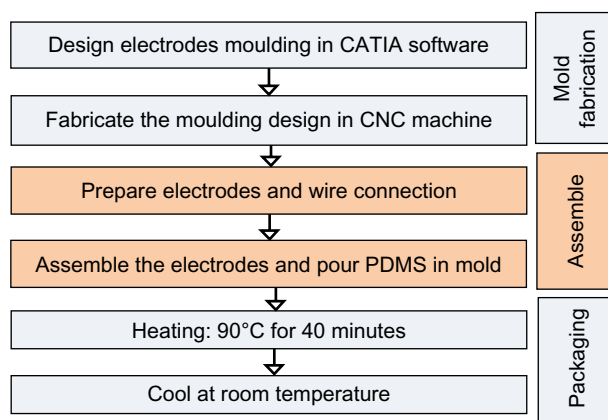 Design electrodes moulding in CATIA software
Fabricate the moulding design in CNC machine
Mold
fabrication
Prepare electrodes and wire connection
Assemble the electrodes and pour PDMS in mold
Assemble
Heating: 90°C for 40 minutes
Cool at room temperature
Packaging